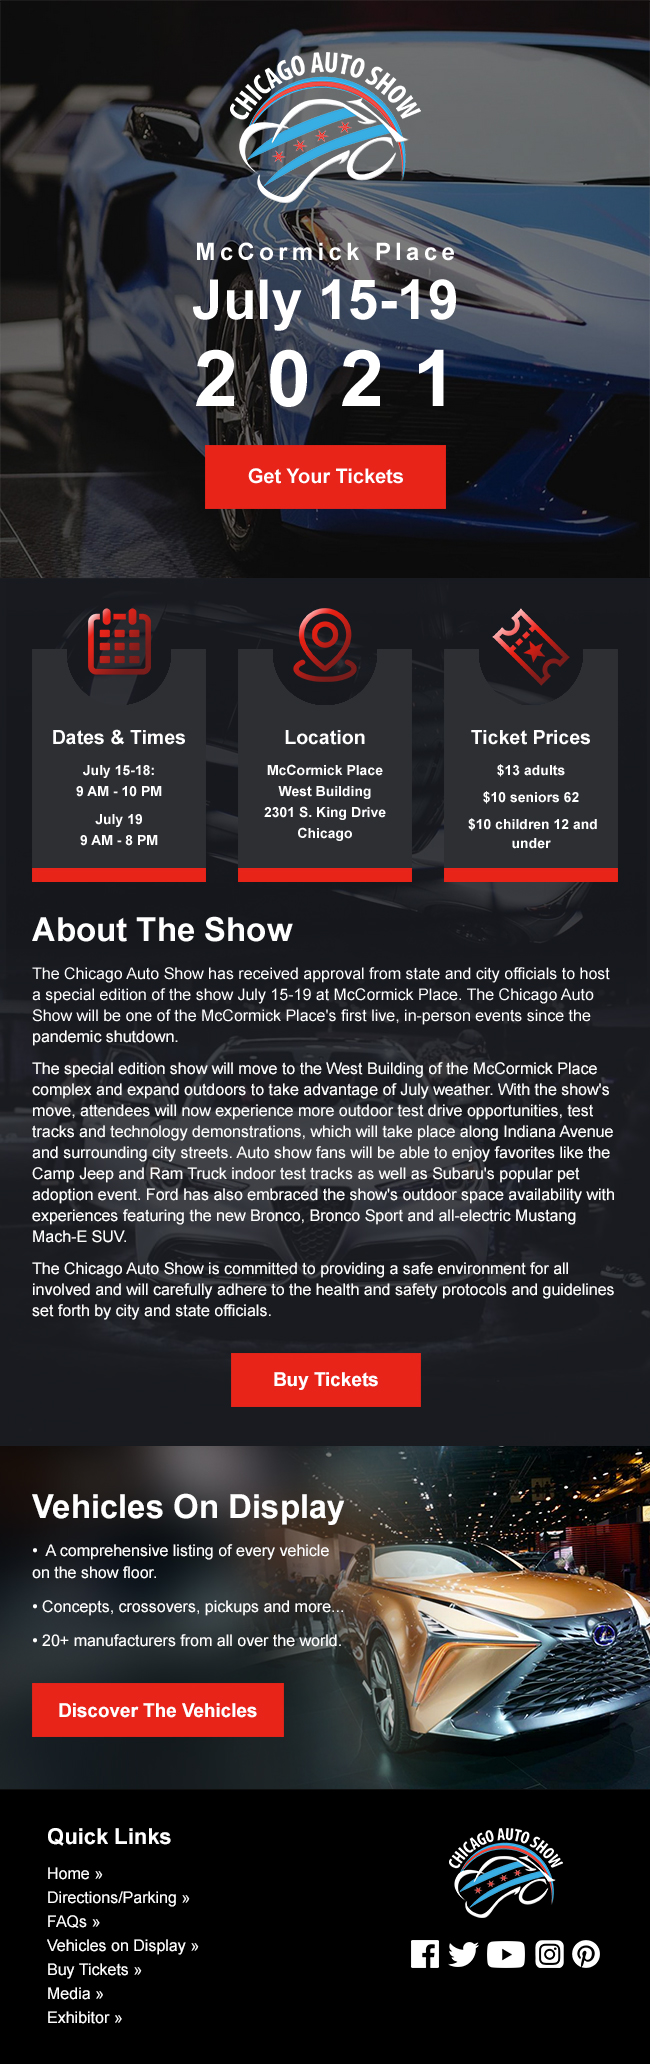 CHICAGO AUTO SHOW
McCormick Place
July 15-19
2021
Get Your Tickets
Dates & Times
July 15-18:
9 AM - 10 PM
July 19
9 AM - 8 PM
Location
McCormick Place
West Building
2301 S. King Drive
Chicago
Ticket Prices
$13 adults
$10 seniors 62
$10 children 12 and
under
About The Show
The Chicago Auto Show has received approval from state and city officials to host
a special edition of the show July 15-19 at McCormick Place. The Chicago Auto
Show will be one of the McCormick Place's first live, in-person events since the
pandemic shutdown.
The special edition show will move to the West Building of the McCormick Place
complex and expand outdoors to take advantage of July weather. With the show's
move, attendees will now experience more outdoor test drive opportunities, test
tracks and technology demonstrations, which will take place along Indiana Avenue
and surrounding city streets. Auto show fans will be able to enjoy favorites like the
Camp Jeep and Ram Truck indoor test tracks as well as Subaru's popular pet
adoption event. Ford has also embraced the show's outdoor space availability with
experiences featuring the new Bronco, Bronco Sport and all-electric Mustang
Mach-E SUV.
The Chicago Auto Show is committed to providing a safe environment for all
involved and will carefully adhere to the health and safety protocols and guidelines
set forth by city and state officials.
Buy Tickets
Vehicles On Display
• A comprehensive listing of every vehicle
on the show floor.
• Concepts, crossovers, pickups and more...
• 20+ manufacturers from all over the world.
Discover The Vehicles
Quick Links
Home »
Directions/Parking »
FAQs »
Vehicles on Display »
Buy Tickets »
Media »
Exhibitor »
CHICAGO AUTO SHOW